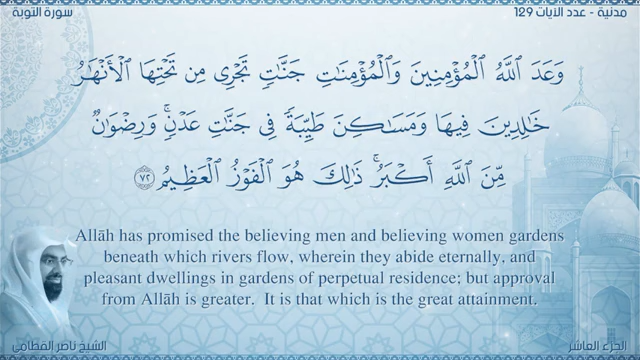 مدنية - عدد الآيات 129
سورة التوبة
وَعَدَ ٱللَّهُ ٱلْمُؤْمِنِينَ وَٱلْمُؤْمِنَٰتِ جَنَّٰتٍ تَجْرِى مِن تَحْتِهَا ٱلْأَنْهَٰرُ
خَٰلِدِينَ فِيهَا وَمَسَٰكِنَ طَيِّبَةً فِى جَنَّٰتِ عَدْنٍ ۚ وَرِضْوَٰنٌ
مِّنَ ٱللَّهِ أَكْبَرُ ۚ ذَٰلِكَ هُوَ ٱلْفَوْزُ ٱلْعَظِيمُ ٧٢
Allāh has promised the believing men and believing women gardens
beneath which rivers flow, wherein they abide eternally, and
pleasant dwellings in gardens of perpetual residence; but approval
from Allāh is greater. It is that which is the great attainment.
الجزء العاشر
الشيخ ناصر القطامي